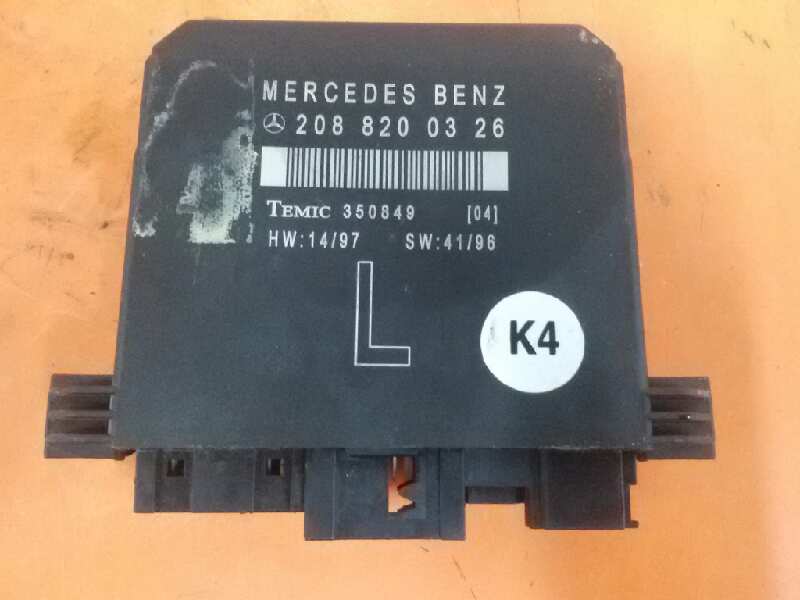 MERCEDES BENZ
208 820 03 26
TEMIC 350849 [04]
HW:14/97 SW:41/96
L
K4